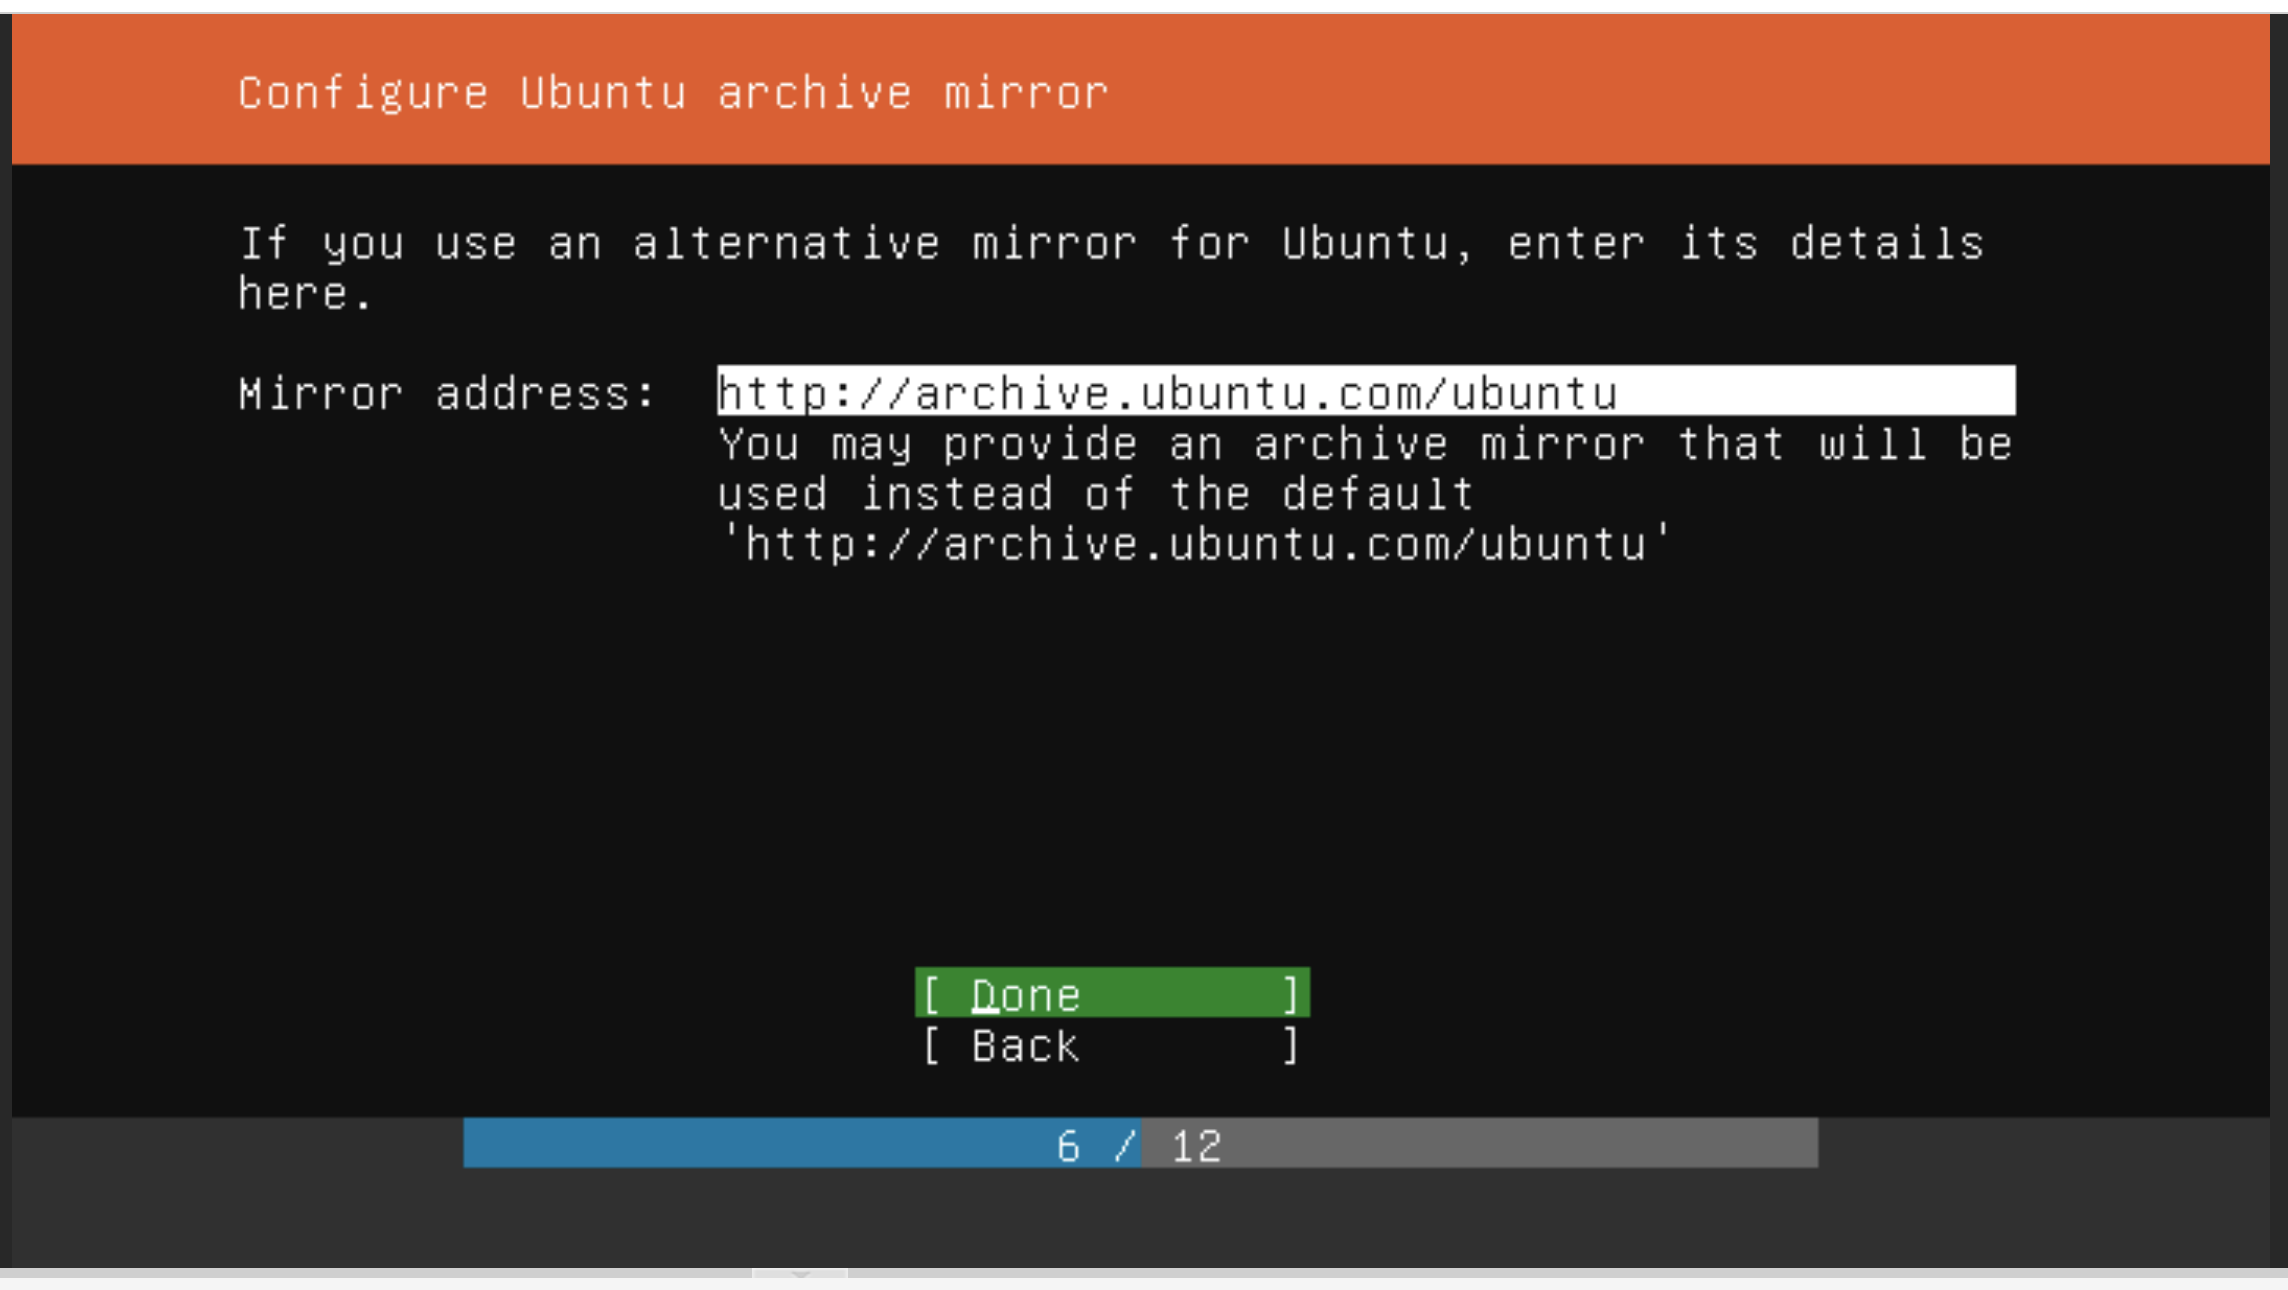 Configure Ubuntu archive mirror
If you use an alternative mirror for Ubuntu, enter its details
here.
Mirror address: http://archive.ubuntu.com/ubuntu
You may provide an archive mirror that will be
used instead of the default
'http://archive.ubuntu.com/ubuntu'
[ Done ]
[ Back ]
6 / 12